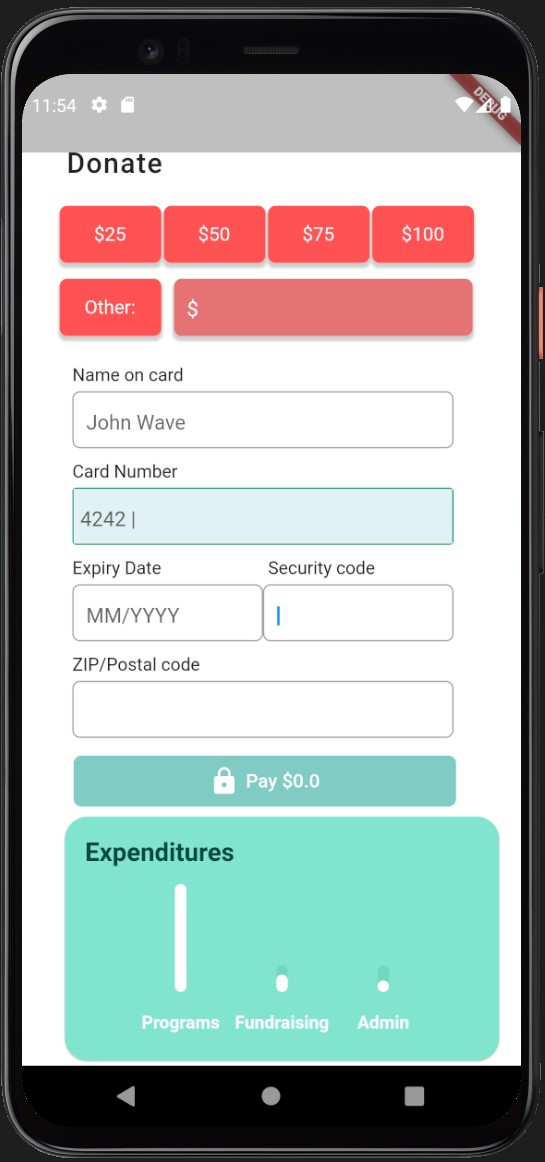 11:54
DEBUG
Donate
$25 $50 $75 $100
Other: $
Name on card
John Wave
Card Number
4242 |
Expiry Date Security code
MM/YYYY
ZIP/Postal code
Pay $0.0
Expenditures
Programs Fundraising Admin